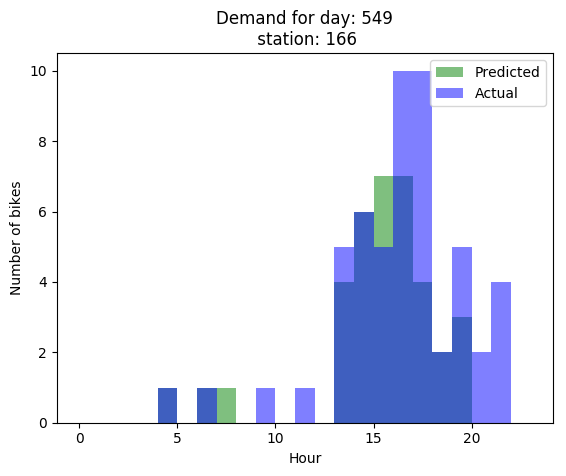 Demand for day: 549
station: 166
Predicted
Actual
10
8
6
4
2
0
Number of bikes
0 5 10 15 20
Hour